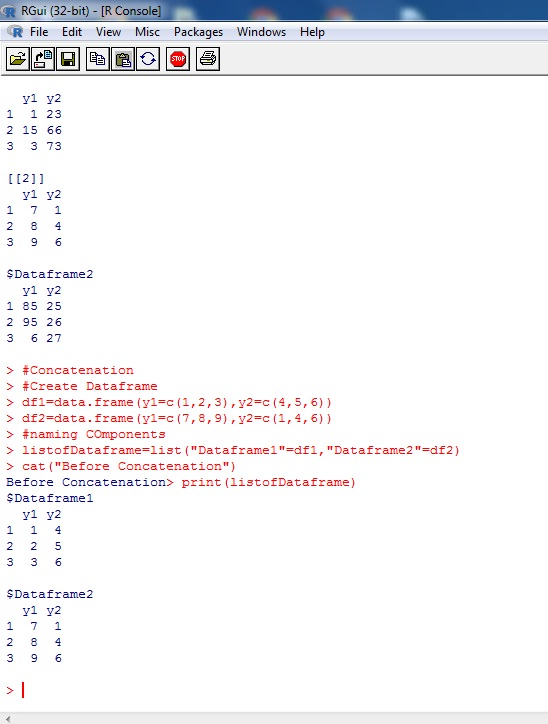 RGui (32-bit) - [R Console]
R File Edit View Misc Packages Windows Help
STOP
y1 y2
1 1 23
2 15 66
3 3 73
[[2]]
y1 y2
1 7 1
2 8 4
3 9 6
$Dataframe2
y1 y2
1 85 25
2 95 26
3 6 27
> #Concatenation
> #Create Dataframe
> df1=data.frame(y1=c(1,2,3),y2=c(4,5,6))
> df2=data.frame(y1=c(7,8,9),y2=c(1,4,6))
> #naming COmponents
> listofDataframe=list("Dataframe1"=df1,"Dataframe2"=df2)
> cat("Before Concatenation")
Before Concatenation> print(listofDataframe)
$Dataframe1
y1 y2
1 1 4
2 2 5
3 3 6
$Dataframe2
y1 y2
1 7 1
2 8 4
3 9 6
>